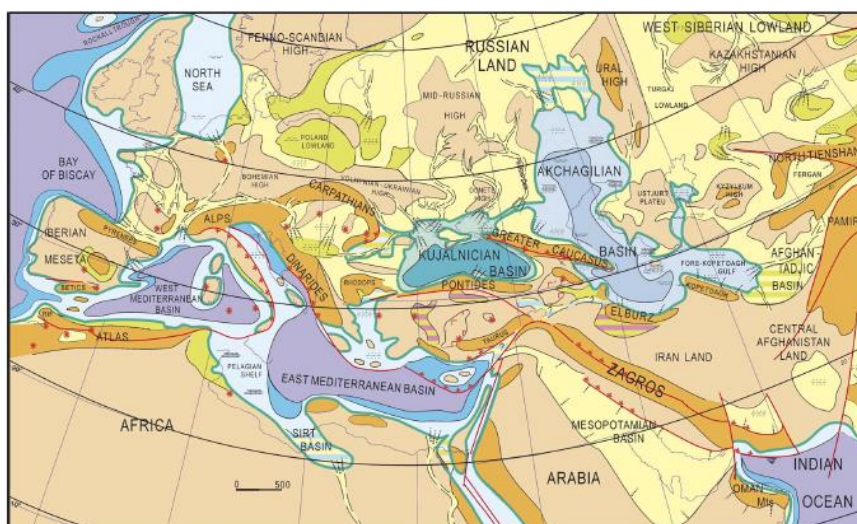 ROCKALL TROUGH
NORTH
SEA
FENNO-SCANDIAN
HIGH
RUSSIAN
LAND
WEST SIBERIAN LOWLAND
KAZAKHSTANIAN
HIGH
URAL
HIGH
TURGAJ
LOWLAND
MID-RUSSIAN
HIGH
POLAND
LOWLAND
BAY
OF BISCAY
BOHEMIAN
HIGH
VOLHYNIAN-UKRAINIAN
HIGH
DONETS
HIGH
AKCHAGILIAN
BASIN
NORTH TIENSHAN
FERGAN
USTJURT
PLATEU
KYZYLKUM
HIGH
PAMIR
CARPATHIANS
ALPS
IBERIAN
MESETA
PYRENEES
DINARIDES
KUJALNICIAN
BASIN
GREATER
CAUCASUS
FORE-KOPETDAGH
GULF
KOPETDAGH
AFGHAN-
TADJIC
BASIN
BETICS
WEST
MEDITERRANEAN
BASIN
RHODOPS
PONTIDES
ELBURZ
RIF
ATLAS
TAURUS
IRAN LAND
CENTRAL
AFGHANISTAN
LAND
PELAGIAN
SHELF
EAST MEDITERRANEAN BASIN
ZAGROS
MESOPOTAMIAN
BASIN
AFRICA
SIRT
BASIN
ARABIA
INDIAN
OCEAN
OMAN
Mts
0 500